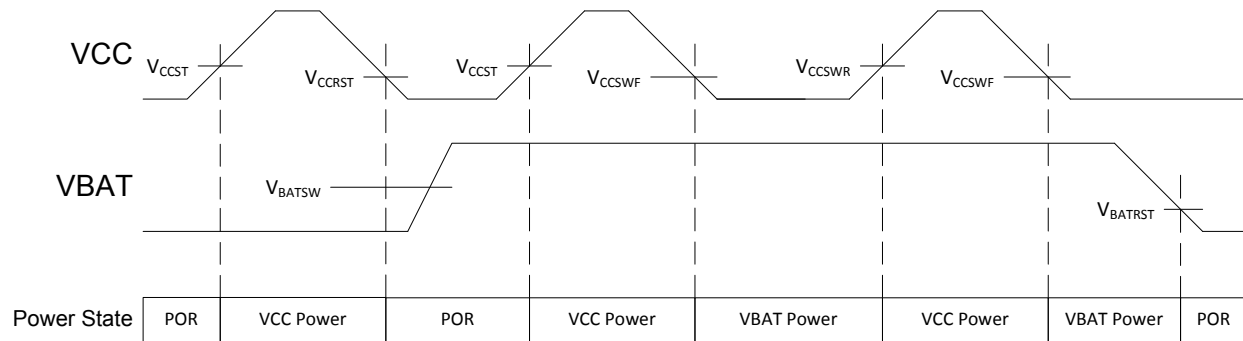 VCC
VCCST
VCCRST
VCCST
VCCSWF
VCCSWR
VCCSWF
VBAT
VBATSW
VBATRST
Power State
POR
VCC Power
POR
VCC Power
VBAT Power
VCC Power
VBAT Power
POR